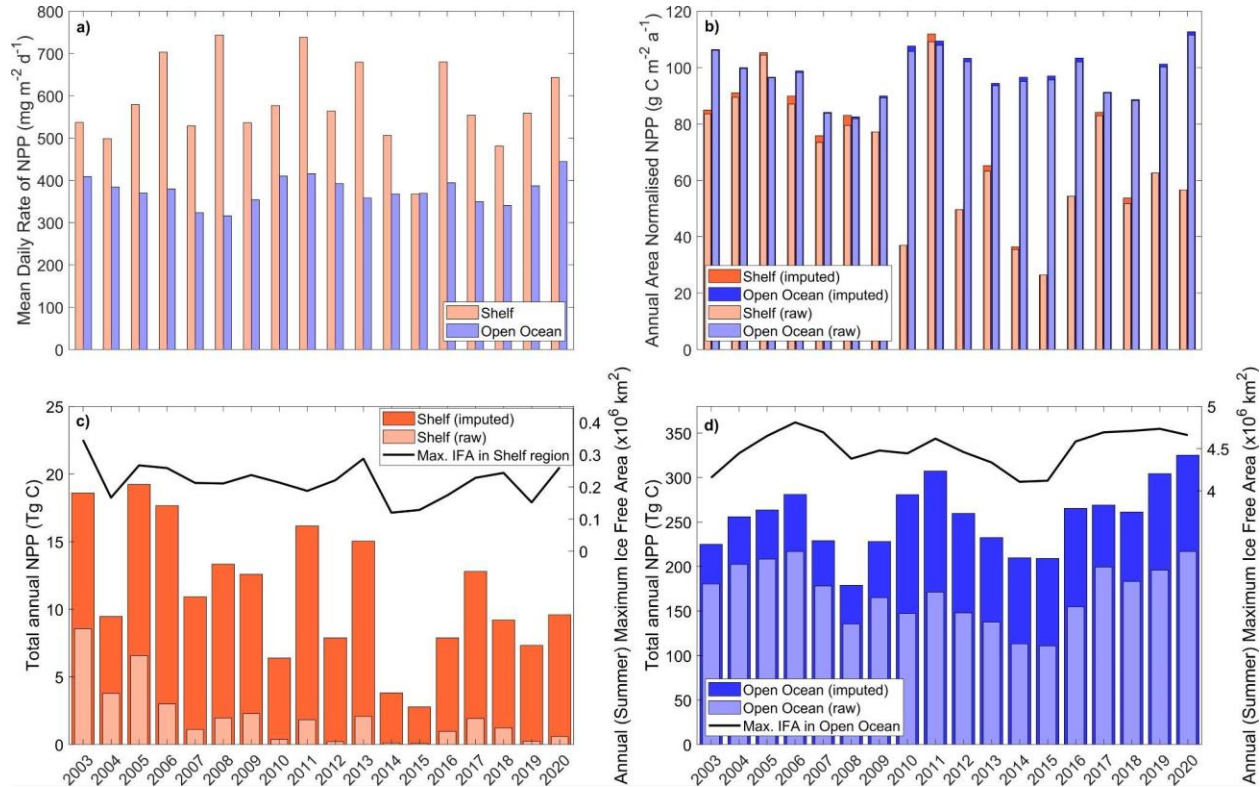 a)
Mean Daily Rate of NPP (mg m⁻² d⁻¹)
800
700
600
500
400
300
200
100
0
Shelf
Open Ocean
b)
Annual Area Normalised NPP (g C m⁻² a⁻¹)
120
100
80
60
40
20
0
Shelf (imputed)
Open Ocean (imputed)
Shelf (raw)
Open Ocean (raw)
c)
Total annual NPP (Tg C)
25
20
15
10
5
0
Shelf (imputed)
Shelf (raw)
Max. IFA in Shelf region
0.4
0.3
0.2
0.1
0
Annual (Summer) Maximum Ice Free Area (x10⁶ km²)
2003 2004 2005 2006 2007 2008 2009 2010 2011 2012 2013 2014 2015 2016 2017 2018 2019 2020
d)
Total annual NPP (Tg C)
350
300
250
200
150
100
50
0
Open Ocean (imputed)
Open Ocean (raw)
Max. IFA in Open Ocean
5
4.5
4
Annual (Summer) Maximum Ice Free Area (x10⁶ km²)
2003 2004 2005 2006 2007 2008 2009 2010 2011 2012 2013 2014 2015 2016 2017 2018 2019 2020